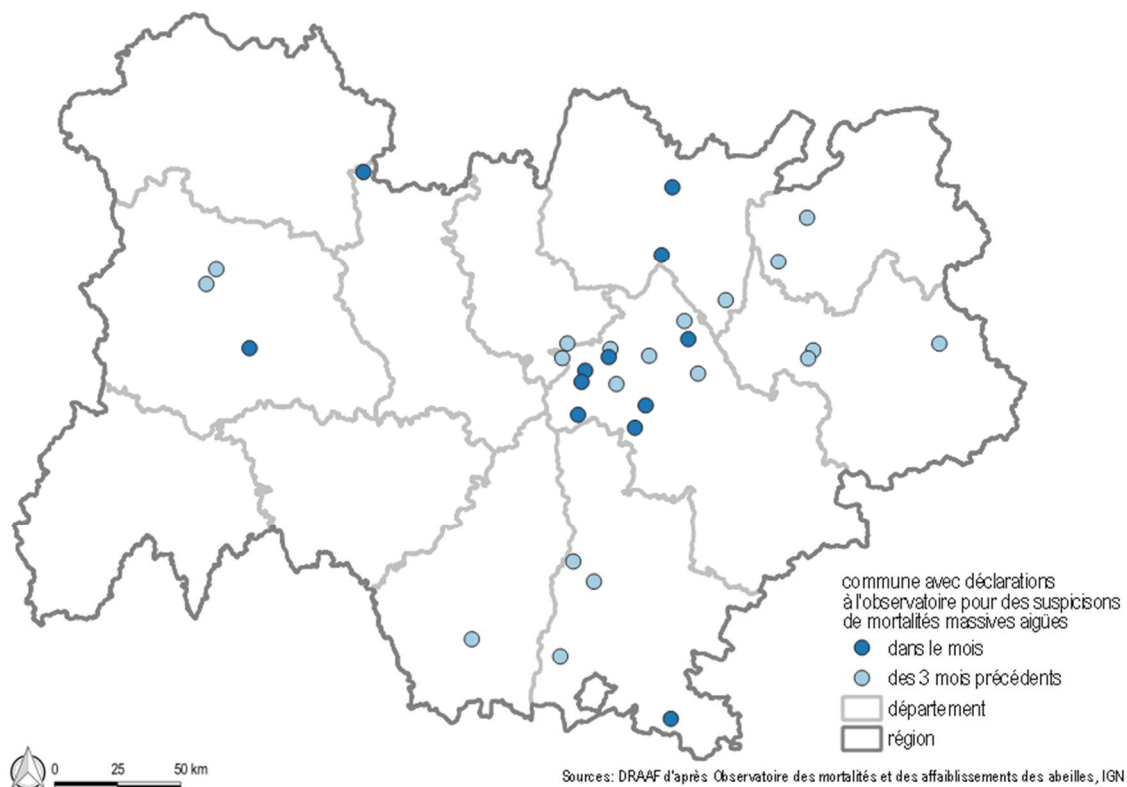 commune avec déclarations
à l'observatoire pour des suspicisons
de mortalités massives aigües
dans le mois
des 3 mois précédents
département
région
0 25 50 km
Sources: DRAAF d'après Observatoire des mortalités et des affaiblissements des abeilles, IGN